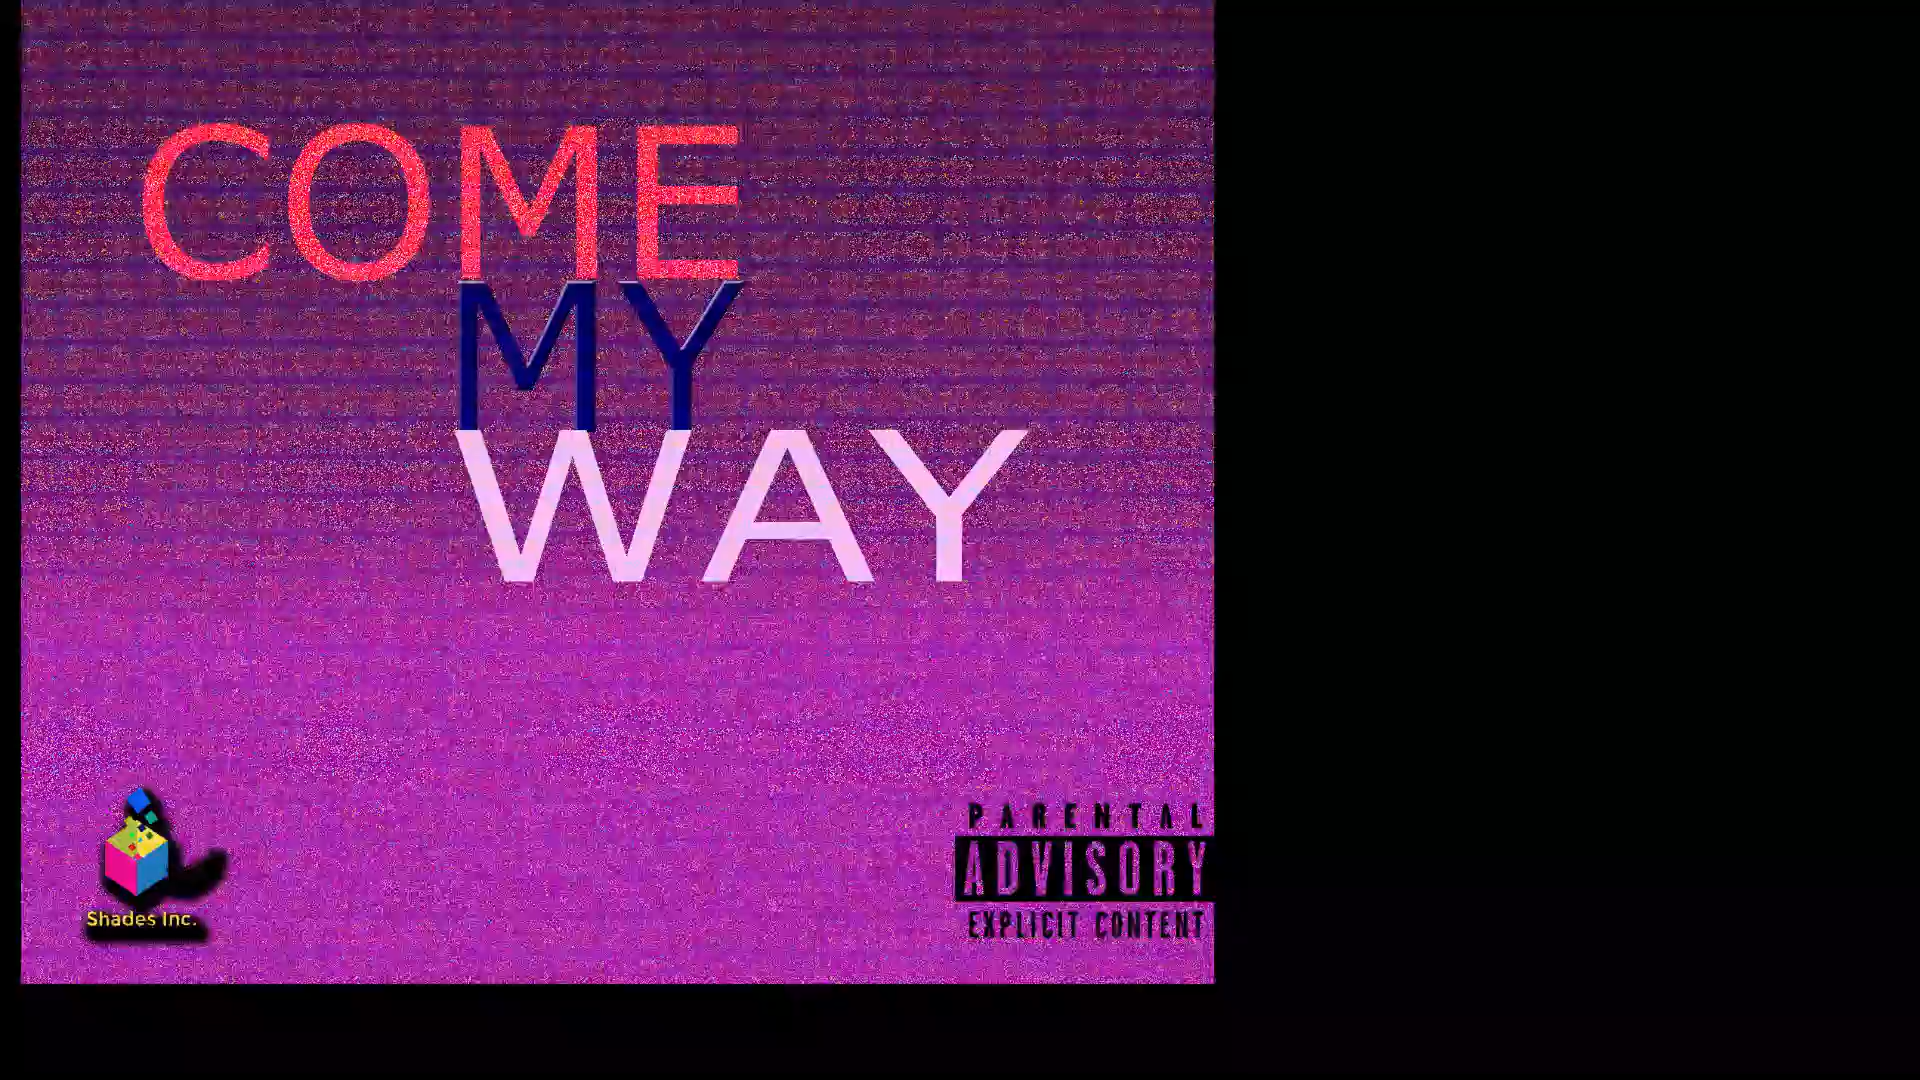 COME
MY
WAY
Shades Inc.
PARENTAL
ADVISORY
EXPLICIT CONTENT